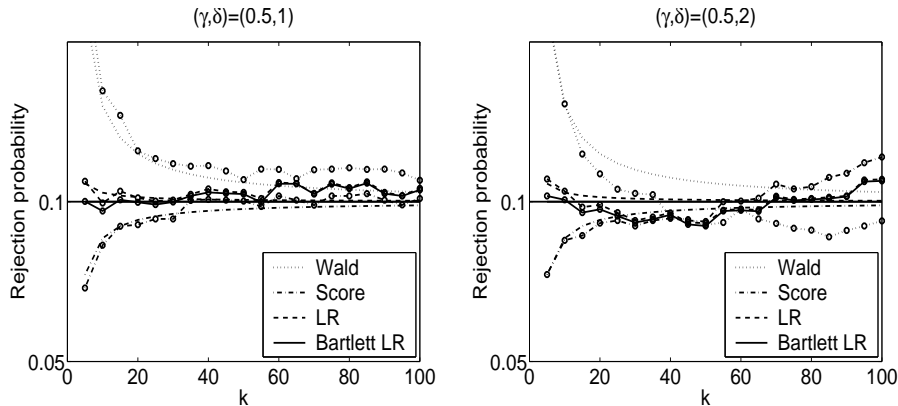 (γ,δ)=(0.5,1)
Rejection probability
0.1
0.05
0 20 40 60 80 100
k
Wald
Score
LR
Bartlett LR
(γ,δ)=(0.5,2)
Rejection probability
0.1
0.05
0 20 40 60 80 100
k
Wald
Score
LR
Bartlett LR